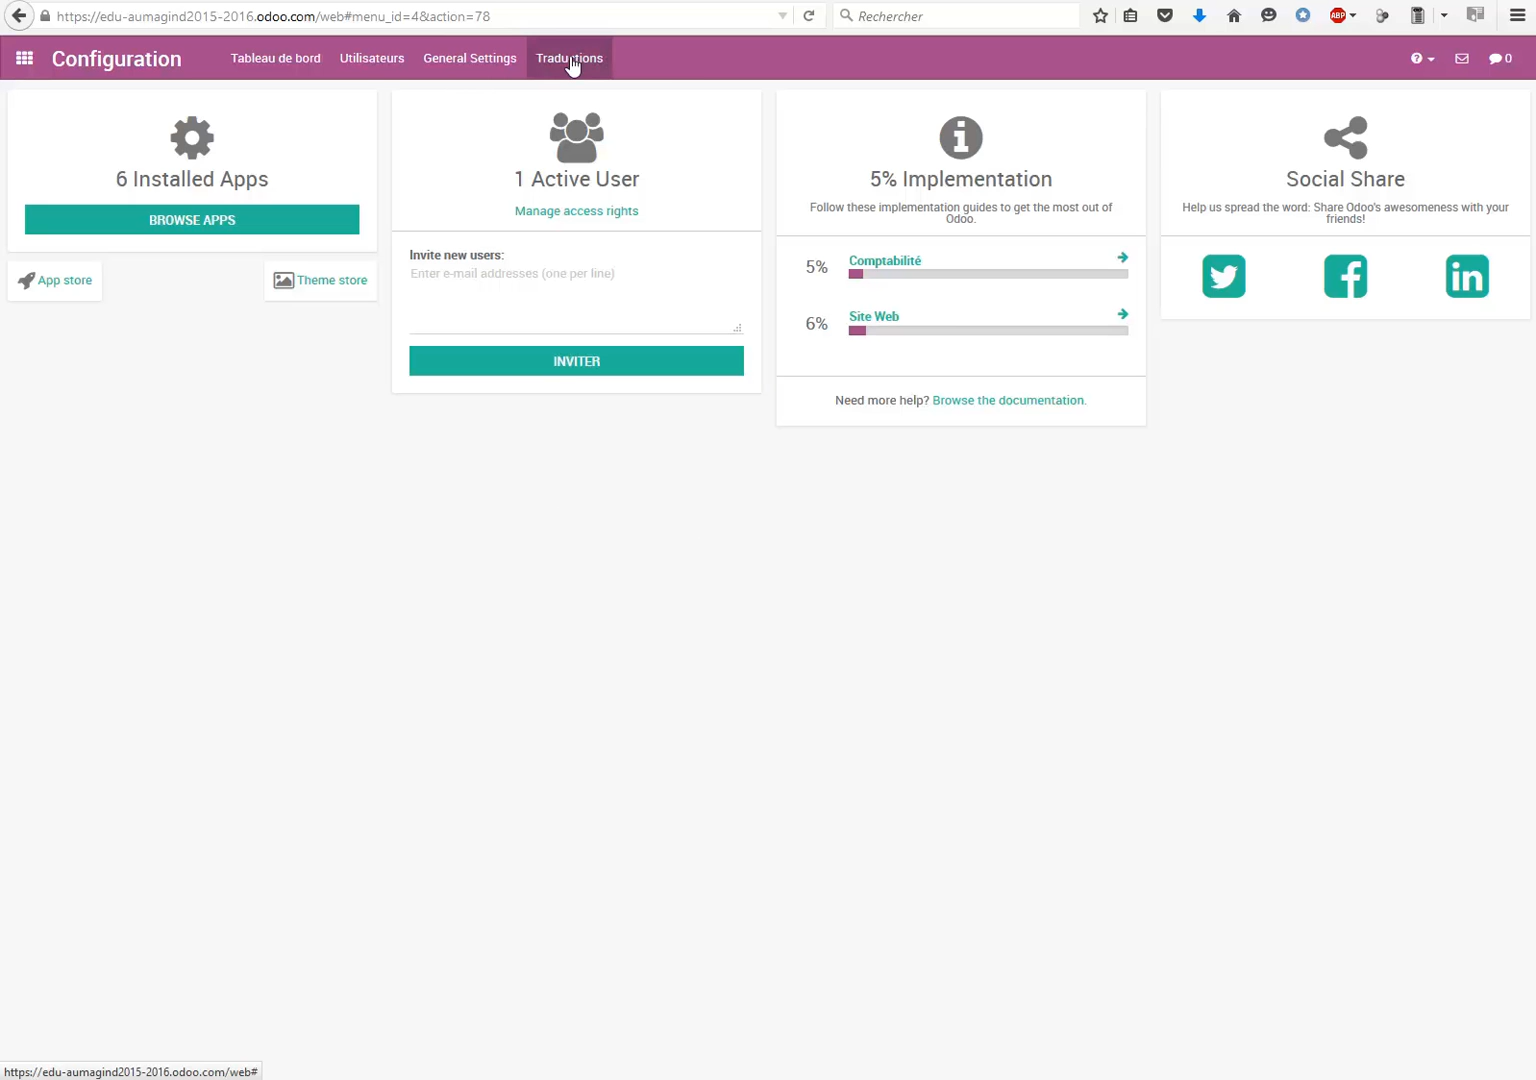 https://edu-aumagind2015-2016.odoo.com/web#menu_id=4&action=78
Rechercher
ABP
Configuration
Tableau de bord
Utilisateurs
General Settings
Traductions
0
6 Installed Apps
BROWSE APPS
App store
Theme store
1 Active User
Manage access rights
Invite new users:
Enter e-mail addresses (one per line)
INVITER
5% Implementation
Follow these implementation guides to get the most out of
Odoo.
5%
Comptabilité
6%
Site Web
Need more help? Browse the documentation.
Social Share
Help us spread the word: Share Odoo's awesomeness with your
friends!
https://edu-aumagind2015-2016.odoo.com/web#